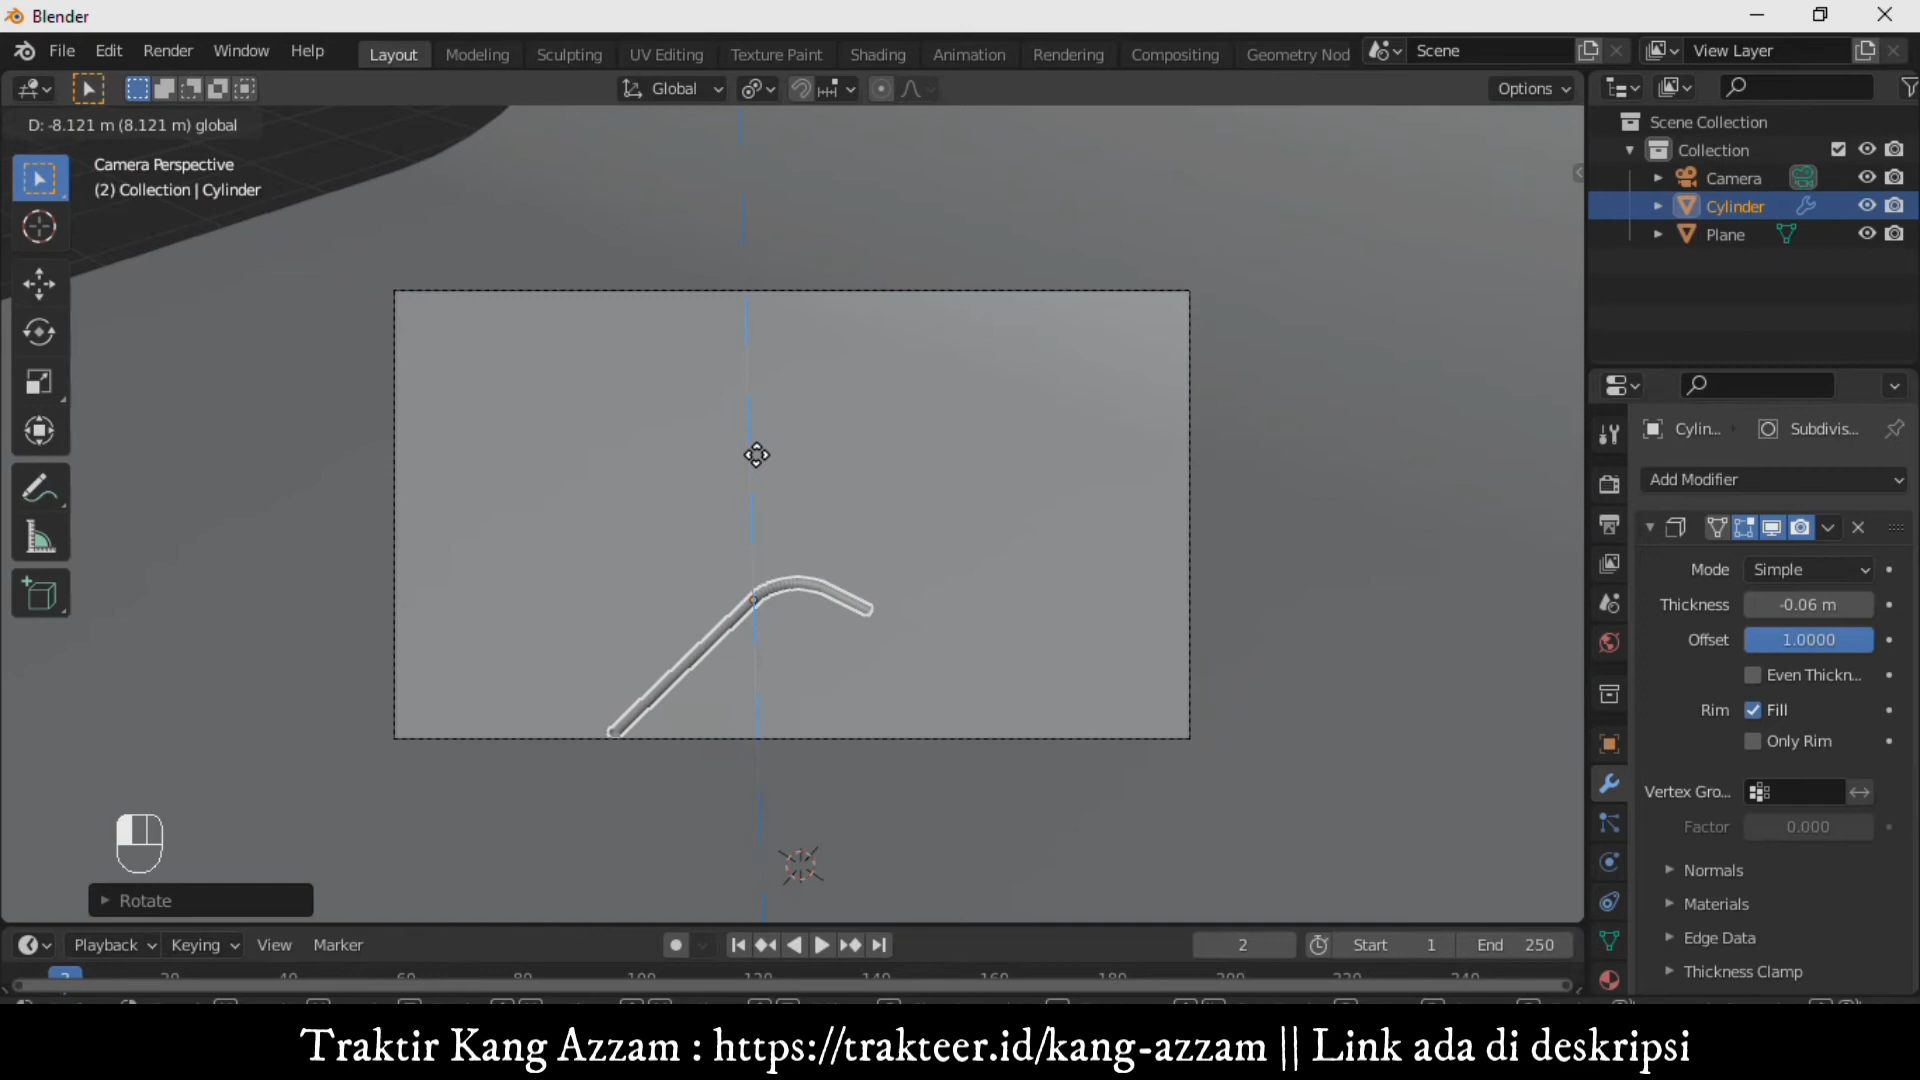 Blender
File Edit Render Window Help Layout Modeling Sculpting UV Editing Texture Paint Shading Animation Rendering Compositing Geometry Nod Scene View Layer
Global Options
D: -8.121 m (8.121 m) global
Camera Perspective
(2) Collection | Cylinder
Scene Collection
Collection
Camera
Cylinder
Plane
Cylin... Subdivis...
Add Modifier
Mode Simple
Thickness -0.06 m
Offset 1.0000
Even Thickn...
Rim Fill
Only Rim
Vertex Gro...
Factor 0.000
Normals
Materials
Edge Data
Thickness Clamp
Rotate
Playback Keying View Marker 2 Start 1 End 250
Traktir Kang Azzam : https://trakteer.id/kang-azzam || Link ada di deskripsi